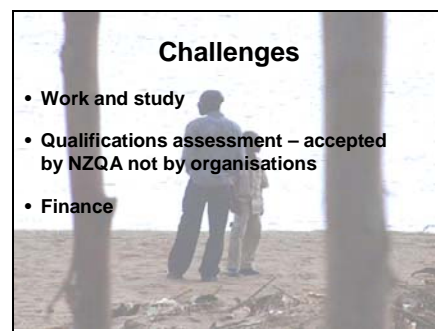 Challenges
• Work and study
• Qualifications assessment – accepted
by NZQA not by organisations
• Finance